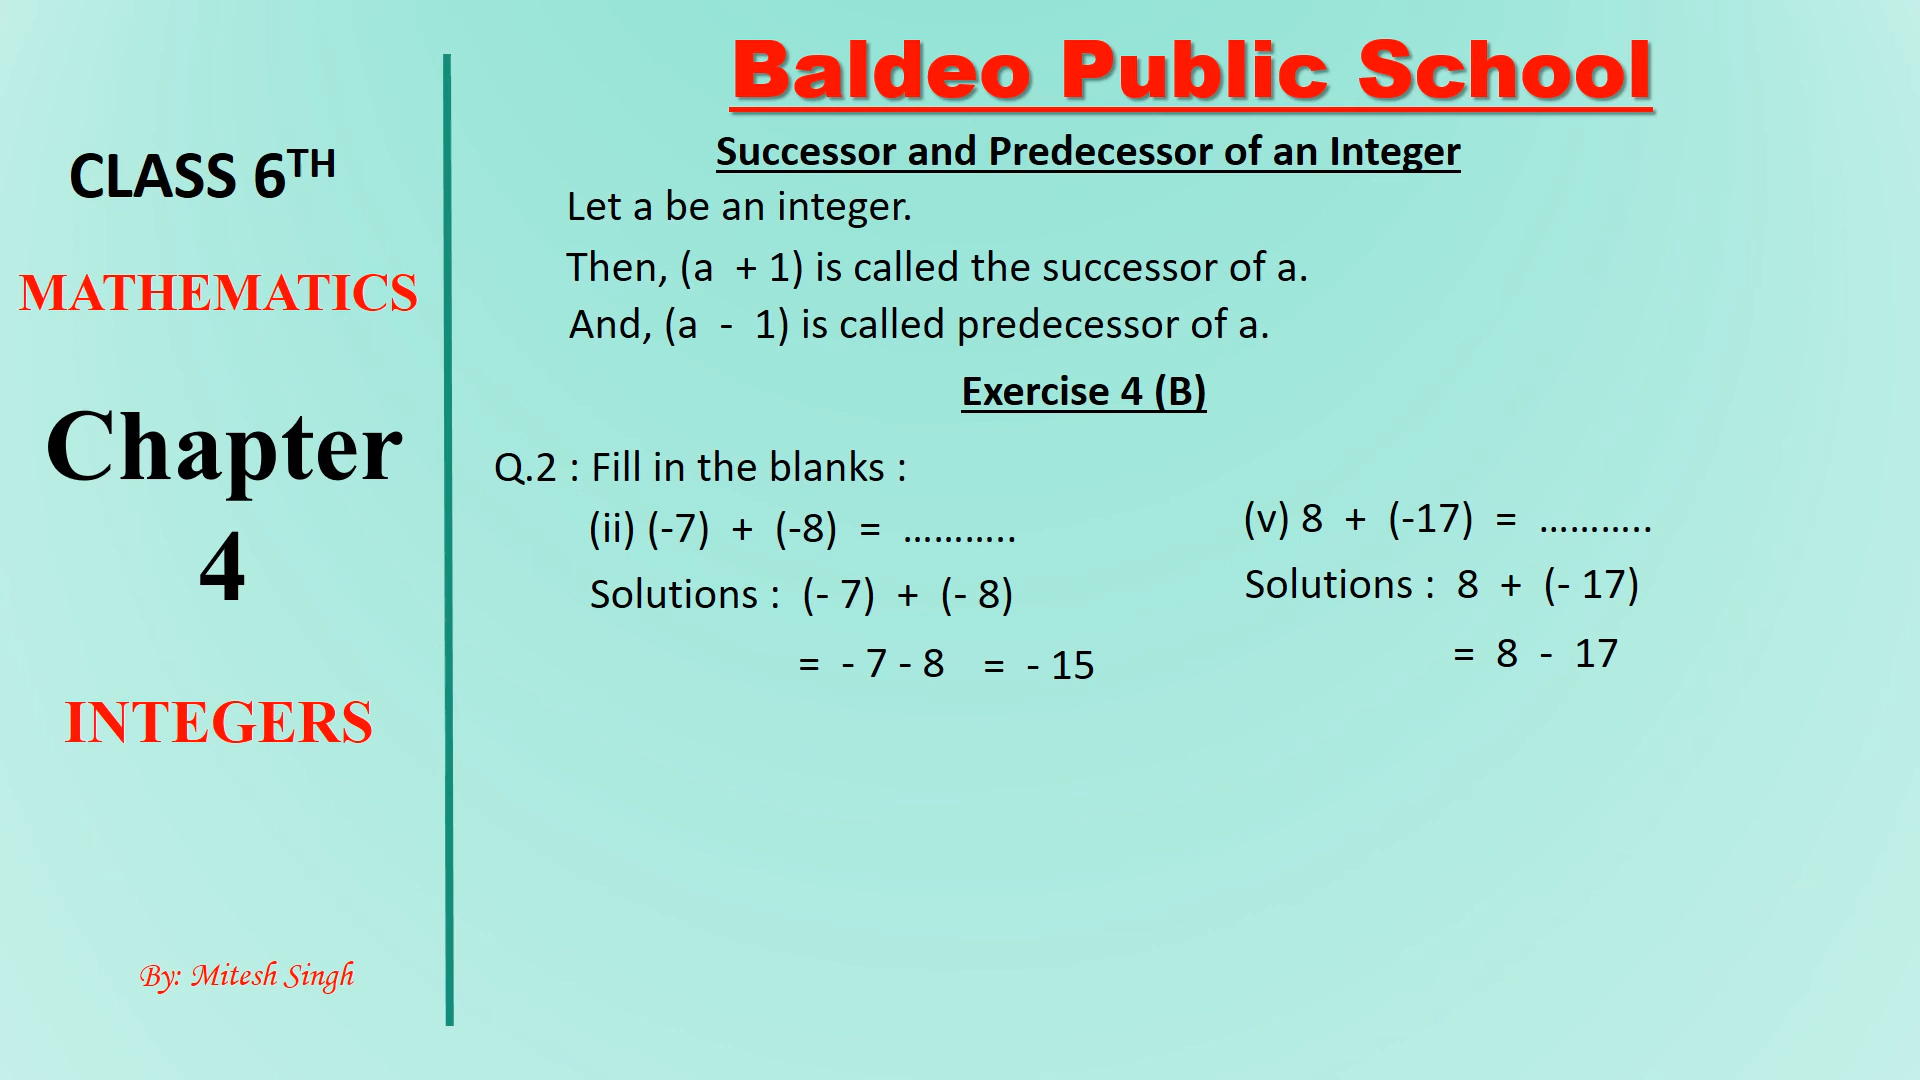 CLASS 6TH
MATHEMATICS
Chapter
4
INTEGERS
By: Mitesh Singh
Baldeo Public School
Successor and Predecessor of an Integer
Let a be an integer.
Then, (a + 1) is called the successor of a.
And, (a - 1) is called predecessor of a.
Exercise 4 (B)
Q.2 : Fill in the blanks :
(ii) (-7) + (-8) = ………..
Solutions : (- 7) + (- 8)
= - 7 - 8 = - 15
(v) 8 + (-17) = ………..
Solutions : 8 + (- 17)
= 8 - 17